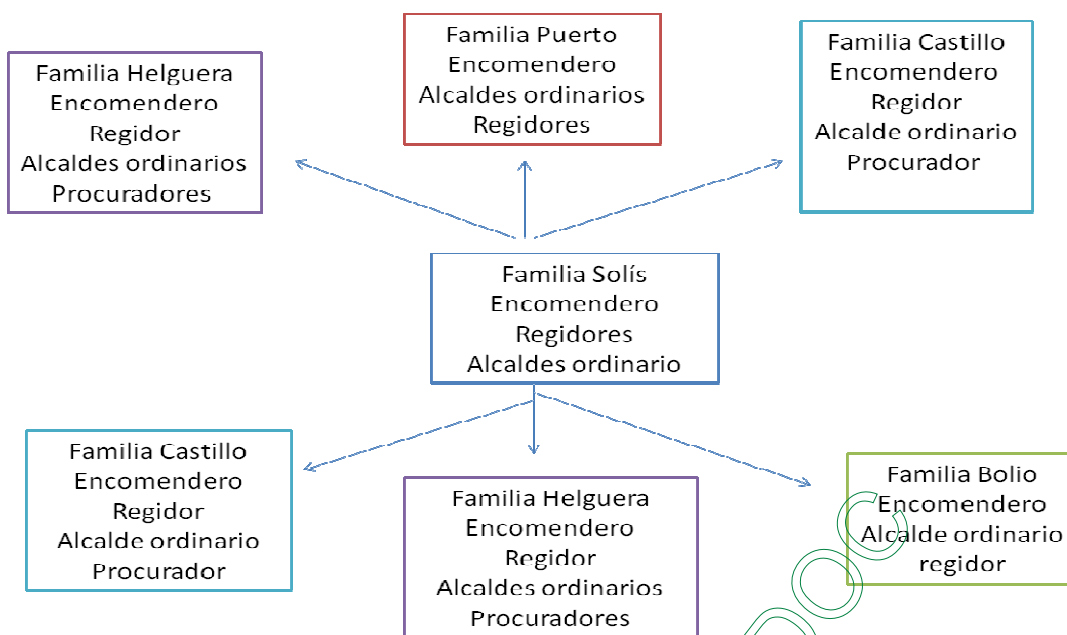 Familia Helguera
Encomendero
Regidor
Alcaldes ordinarios
Procuradores
Familia Puerto
Encomendero
Alcaldes ordinarios
Regidores
Familia Castillo
Encomendero
Regidor
Alcalde ordinario
Procurador
Familia Solís
Encomendero
Regidores
Alcaldes ordinario
Familia Castillo
Encomendero
Regidor
Alcalde ordinario
Procurador
Familia Helguera
Encomendero
Regidor
Alcaldes ordinarios
Procuradores
Familia Bolio
Encomendero
Alcalde ordinario
regidor